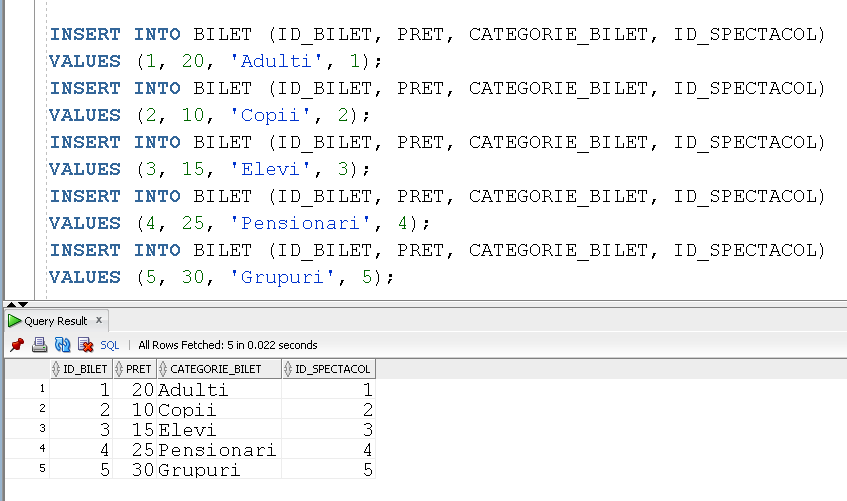 INSERT INTO BILET (ID_BILET, PRET, CATEGORIE_BILET, ID_SPECTACOL)
VALUES (1, 20, 'Adulti', 1);
INSERT INTO BILET (ID_BILET, PRET, CATEGORIE_BILET, ID_SPECTACOL)
VALUES (2, 10, 'Copii', 2);
INSERT INTO BILET (ID_BILET, PRET, CATEGORIE_BILET, ID_SPECTACOL)
VALUES (3, 15, 'Elevi', 3);
INSERT INTO BILET (ID_BILET, PRET, CATEGORIE_BILET, ID_SPECTACOL)
VALUES (4, 25, 'Pensionari', 4);
INSERT INTO BILET (ID_BILET, PRET, CATEGORIE_BILET, ID_SPECTACOL)
VALUES (5, 30, 'Grupuri', 5);
Query Result x
SQL | All Rows Fetched: 5 in 0.022 seconds
ID_BILET PRET CATEGORIE_BILET ID_SPECTACOL
1 1 20 Adulti 1
2 2 10 Copii 2
3 3 15 Elevi 3
4 4 25 Pensionari 4
5 5 30 Grupuri 5